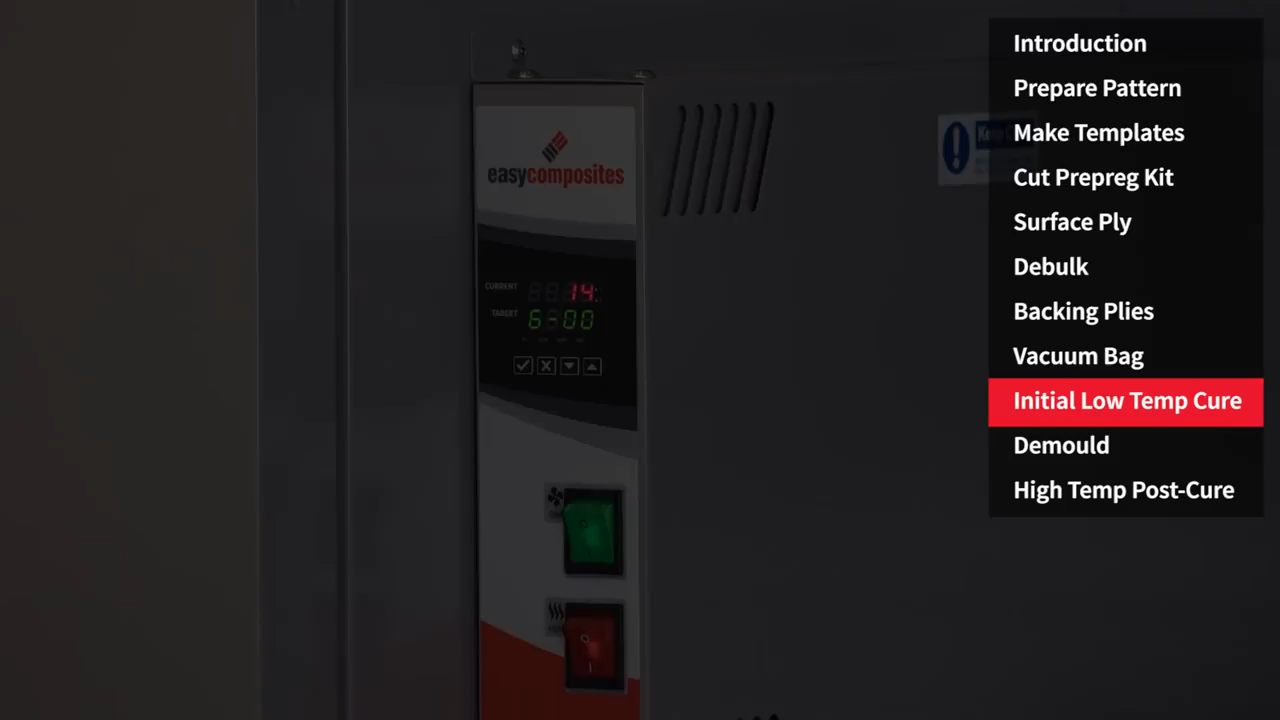 easycomposites
CURRENT
14
TARGET
6-00
Introduction
Prepare Pattern
Make Templates
Cut Prepreg Kit
Surface Ply
Debulk
Backing Plies
Vacuum Bag
Initial Low Temp Cure
Demould
High Temp Post-Cure